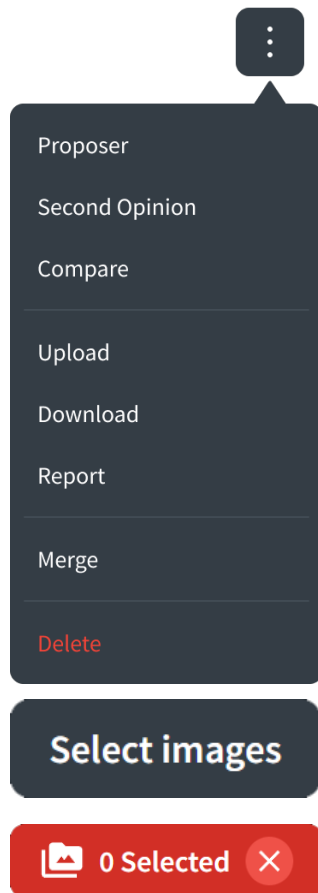 Proposer
Second Opinion
Compare
Upload
Download
Report
Merge
Delete
Select images
0 Selected